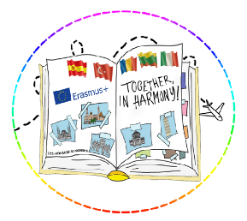 Erasmus+
TOGETHER,
IN HARMONY!